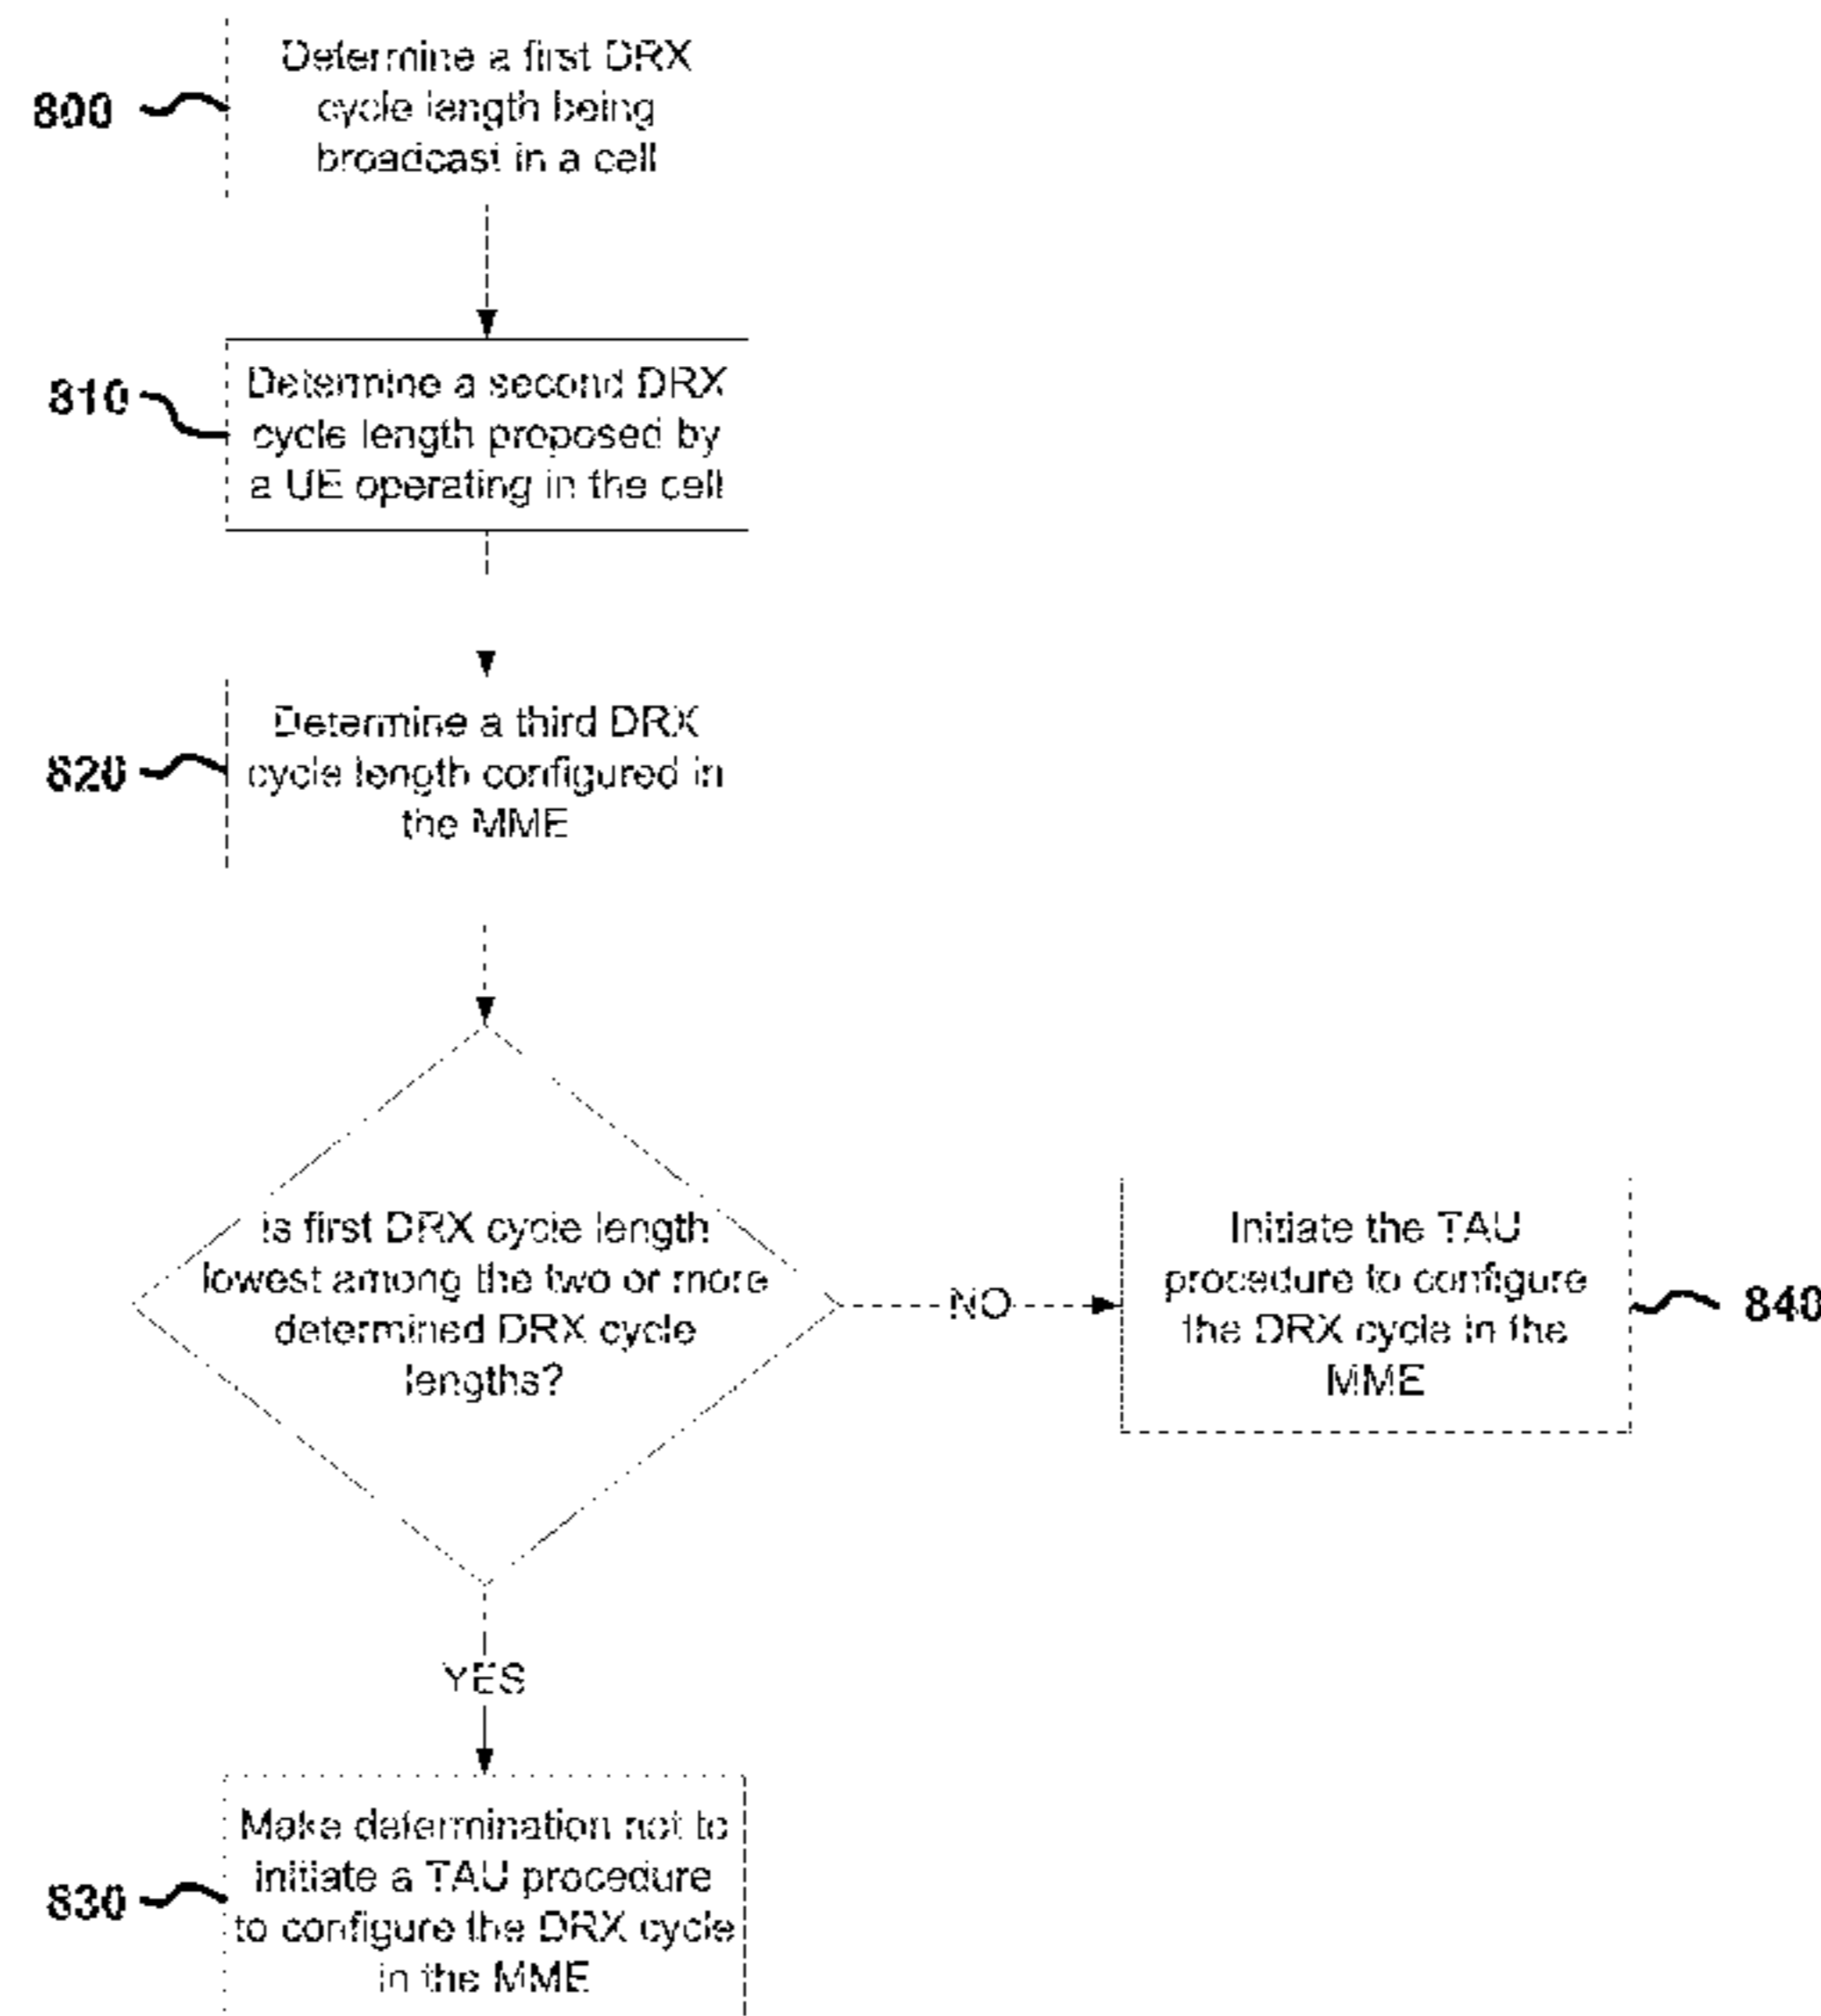 Determine a first DRX
cycle length being
broadcast in a cell
800
Determine a second DRX
cycle length proposed by
a UE operating in the cell
810
Determine a third DRX
cycle length configured in
the MME
820
is first DRX cycle length
lowest among the two or more
determined DRX cycle
lengths?
NO
Initiate the TAU
procedure to configure
the DRX cycle in the
MME
840
YES
Make determination not to
initiate a TAU procedure
to configure the DRX cycle
in the MME
830